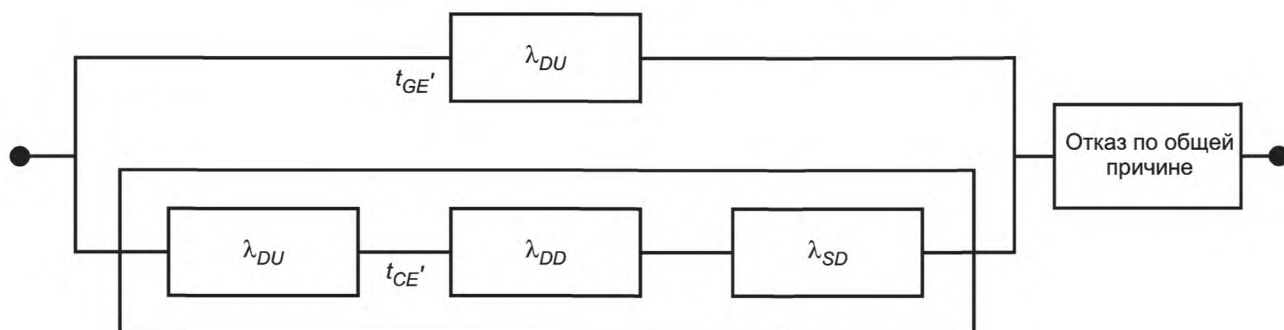 λDU
tGE'
Отказ по общей
причине
λDU
λDD
λSD
tCE'